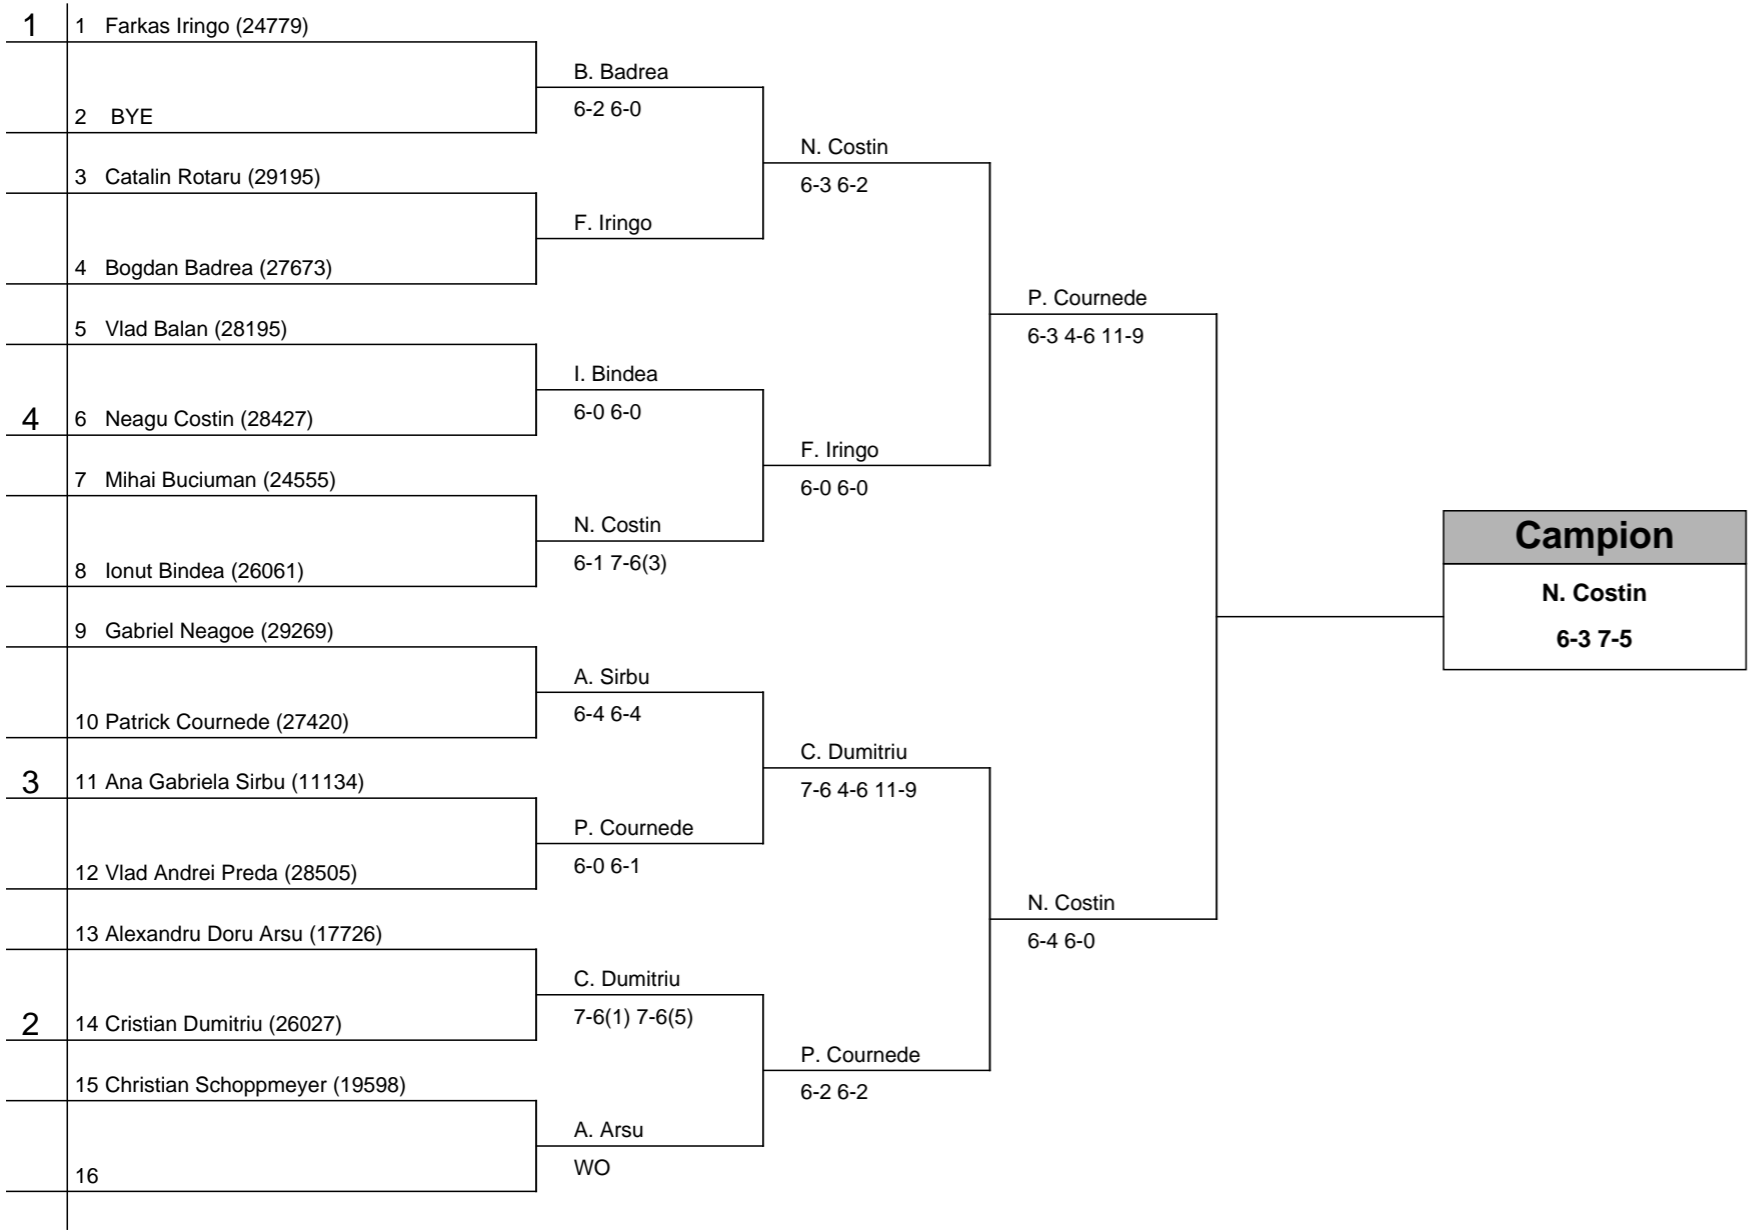 1
1 Farkas Iringo (24779)
2 BYE
3 Catalin Rotaru (29195)
4 Bogdan Badrea (27673)
5 Vlad Balan (28195)
4
6 Neagu Costin (28427)
7 Mihai Buciuman (24555)
8 Ionut Bindea (26061)
9 Gabriel Neagoe (29269)
10 Patrick Cournede (27420)
3
11 Ana Gabriela Sirbu (11134)
12 Vlad Andrei Preda (28505)
13 Alexandru Doru Arsu (17726)
2
14 Cristian Dumitriu (26027)
15 Christian Schoppmeyer (19598)
16
B. Badrea
6-2 6-0
F. Iringo
I. Bindea
6-0 6-0
N. Costin
6-1 7-6(3)
A. Sirbu
6-4 6-4
P. Cournede
6-0 6-1
C. Dumitriu
7-6(1) 7-6(5)
A. Arsu
WO
N. Costin
6-3 6-2
F. Iringo
6-0 6-0
C. Dumitriu
7-6 4-6 11-9
P. Cournede
6-2 6-2
P. Cournede
6-3 4-6 11-9
N. Costin
6-4 6-0
Campion
N. Costin
6-3 7-5